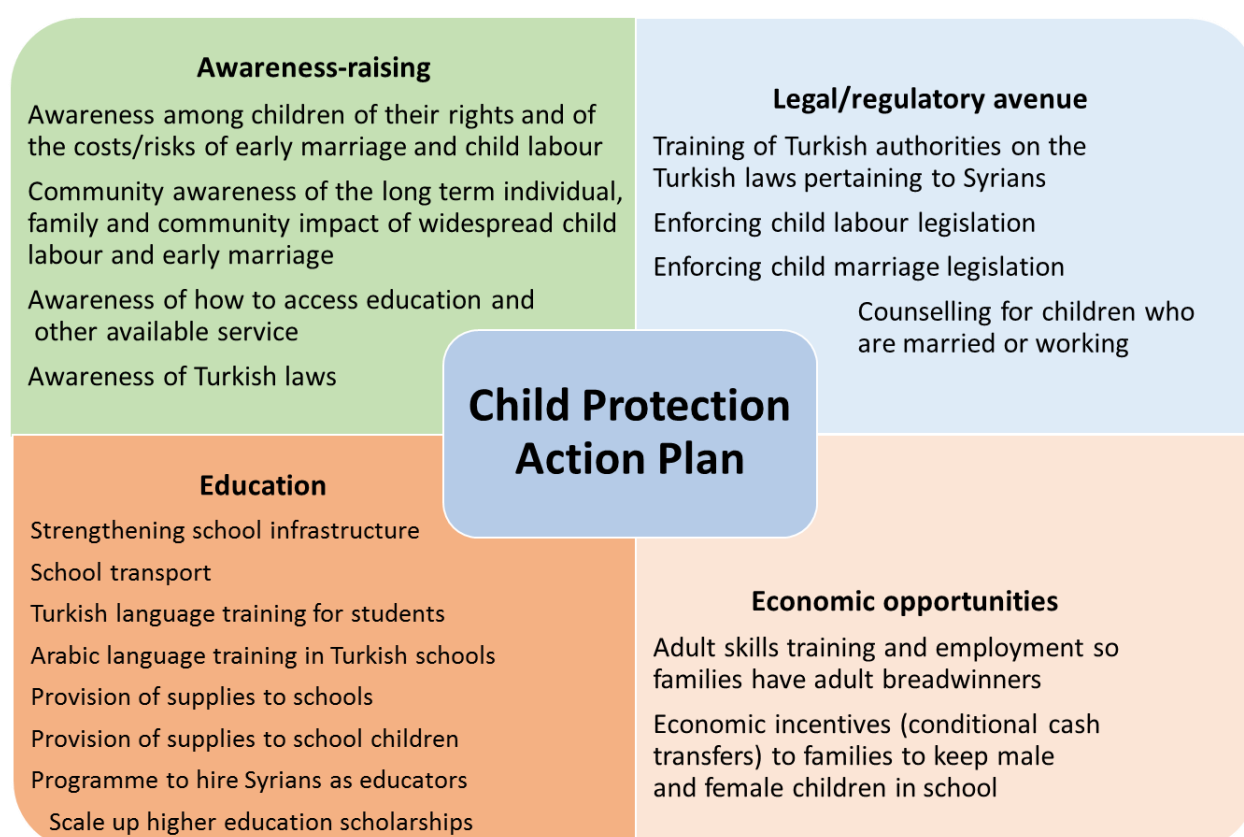 Awareness-raising
Awareness among children of their rights and of
the costs/risks of early marriage and child labour
Community awareness of the long term individual,
family and community impact of widespread child
labour and early marriage
Awareness of how to access education and
other available service
Awareness of Turkish laws
Legal/regulatory avenue
Training of Turkish authorities on the
Turkish laws pertaining to Syrians
Enforcing child labour legislation
Enforcing child marriage legislation
Counselling for children who
are married or working
Child Protection
Action Plan
Education
Strengthening school infrastructure
School transport
Turkish language training for students
Arabic language training in Turkish schools
Provision of supplies to schools
Provision of supplies to school children
Programme to hire Syrians as educators
Scale up higher education scholarships
Economic opportunities
Adult skills training and employment so
families have adult breadwinners
Economic incentives (conditional cash
transfers) to families to keep male
and female children in school